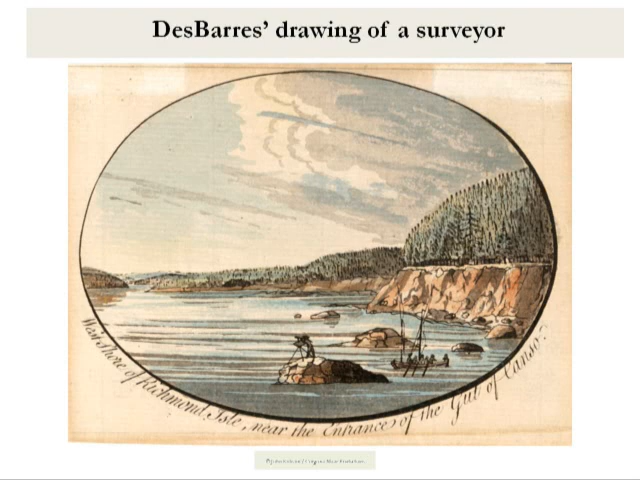 DesBarres' drawing of a surveyor
West Shore of Richmond Isle, near the Entrance of the Gut of Canso.